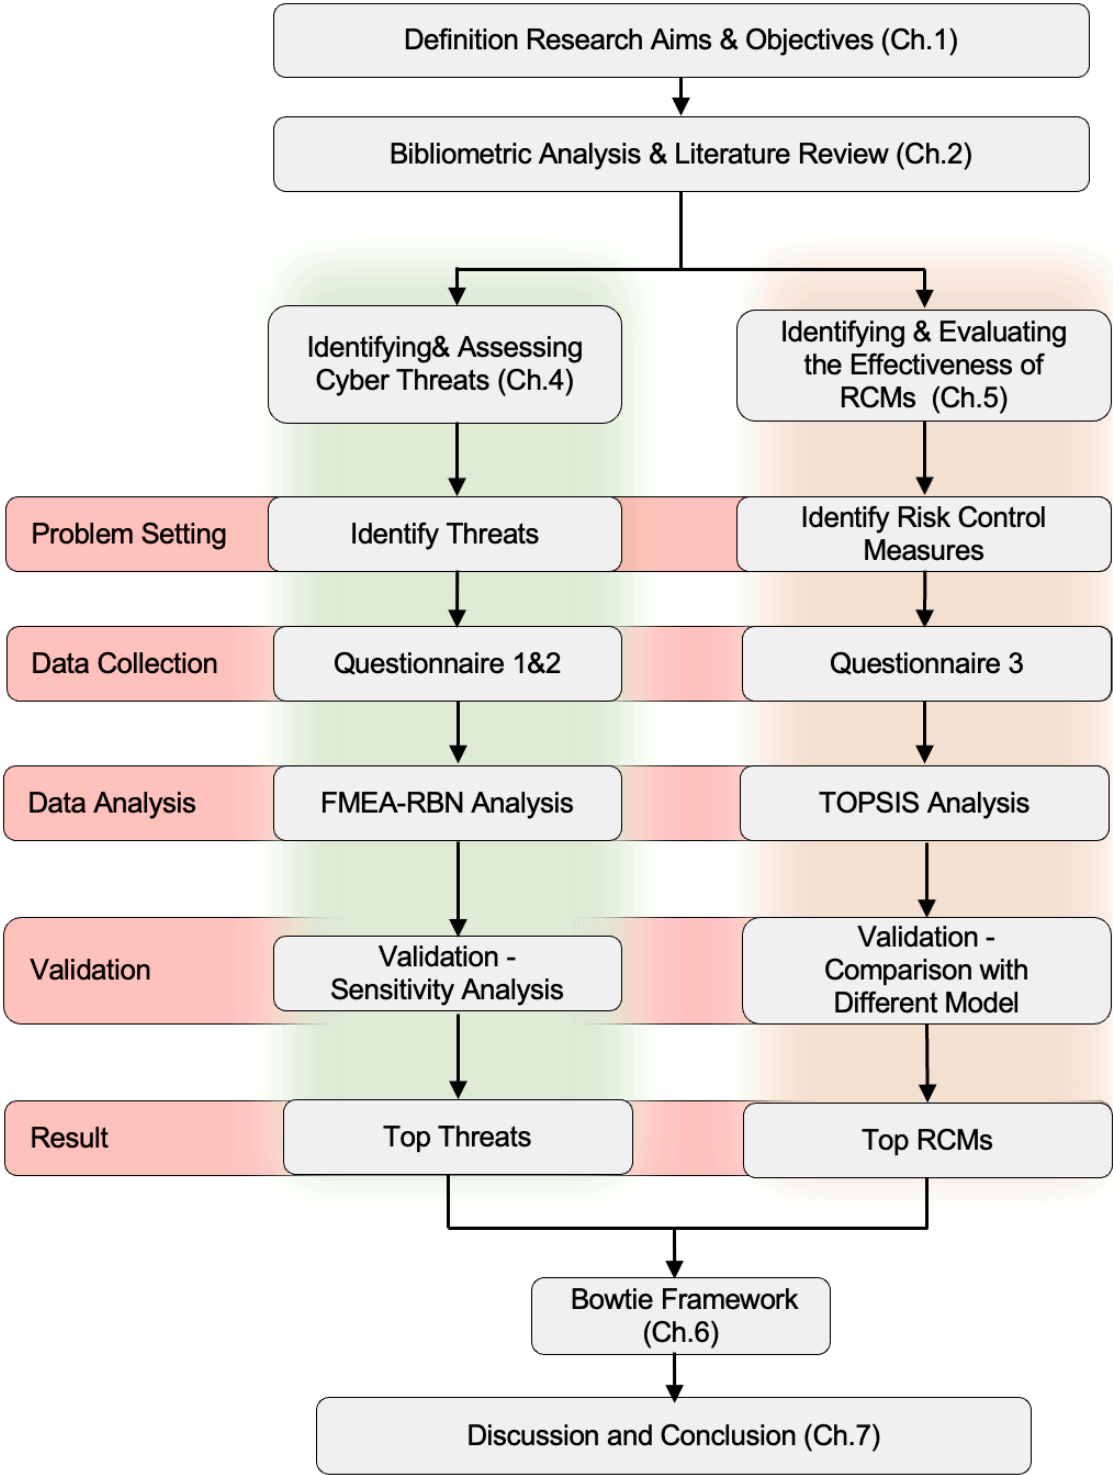 Definition Research Aims & Objectives (Ch.1)
Bibliometric Analysis & Literature Review (Ch.2)
Identifying& Assessing
Cyber Threats (Ch.4)
Identifying & Evaluating
the Effectiveness of
RCMs (Ch.5)
Problem Setting
Identify Threats
Identify Risk Control
Measures
Data Collection
Questionnaire 1&2
Questionnaire 3
Data Analysis
FMEA-RBN Analysis
TOPSIS Analysis
Validation
Validation -
Sensitivity Analysis
Validation -
Comparison with
Different Model
Result
Top Threats
Top RCMs
Bowtie Framework
(Ch.6)
Discussion and Conclusion (Ch.7)